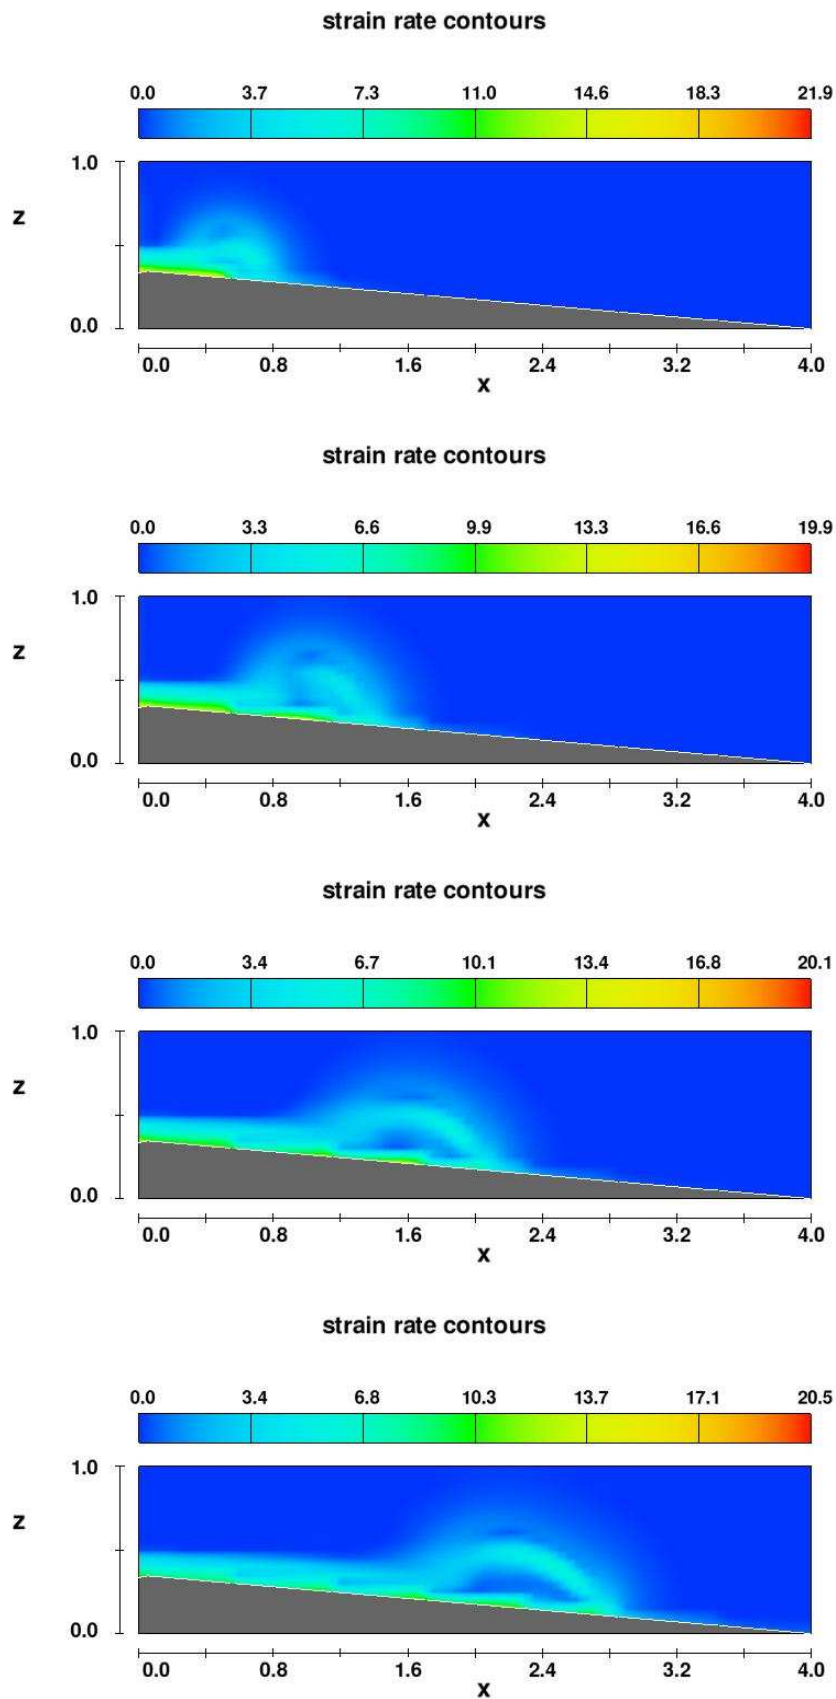 strain rate contours
0.0 3.7 7.3 11.0 14.6 18.3 21.9
1.0
z
0.0
0.0 0.8 1.6 2.4 3.2 4.0
x
strain rate contours
0.0 3.3 6.6 9.9 13.3 16.6 19.9
1.0
z
0.0
0.0 0.8 1.6 2.4 3.2 4.0
x
strain rate contours
0.0 3.4 6.7 10.1 13.4 16.8 20.1
1.0
z
0.0
0.0 0.8 1.6 2.4 3.2 4.0
x
strain rate contours
0.0 3.4 6.8 10.3 13.7 17.1 20.5
1.0
z
0.0
0.0 0.8 1.6 2.4 3.2 4.0
x